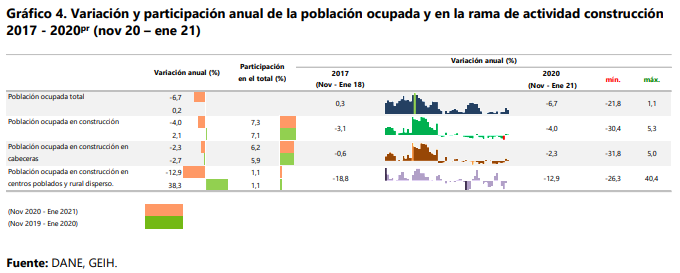 Gráfico 4. Variación y participación anual de la población ocupada y en la rama de actividad construcción
2017 - 2020pr (nov 20 – ene 21)
Variación anual (%)
Variación anual (%) Participación en el total (%) 2017 (Nov - Ene 18) 2020 (Nov - Ene 21) mín. máx.
Población ocupada total -6,7 0,3 -6,7 -21,8 1,1
0,2
Población ocupada en construcción -4,0 7,3 -3,1 -4,0 -30,4 5,3
2,1 7,1
Población ocupada en construcción en -2,3 6,2 -0,6 -2,3 -31,8 5,0
cabeceras -2,7 5,9
Población ocupada en construcción en -12,9 1,1 -18,8 -12,9 -26,3 40,4
centros poblados y rural disperso. 38,3 1,1
(Nov 2020 - Ene 2021)
(Nov 2019 - Ene 2020)
Fuente: DANE, GEIH.